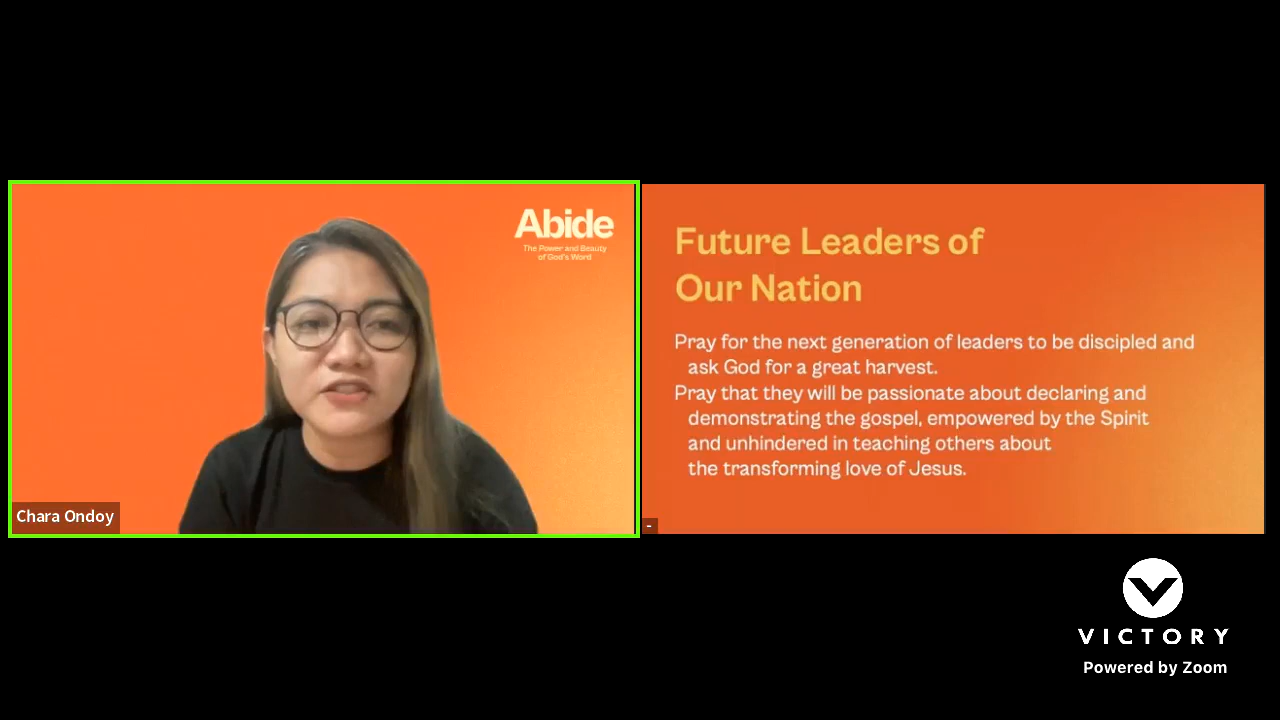 Abide
The Power and Beauty
of God's Word
Chara Ondoy
Future Leaders of
Our Nation
Pray for the next generation of leaders to be discipled and
ask God for a great harvest.
Pray that they will be passionate about declaring and
demonstrating the gospel, empowered by the Spirit
and unhindered in teaching others about
the transforming love of Jesus.
-
VICTORY
Powered by Zoom